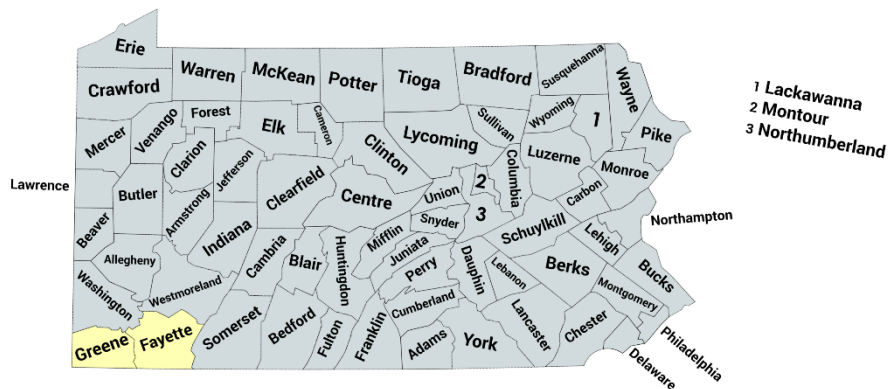 Erie
Crawford
Warren
McKean
Potter
Tioga
Bradford
Susquehanna
Wayne
1 Lackawanna
2 Montour
3 Northumberland
Mercer
Venango
Forest
Elk
Cameron
Clinton
Lycoming
Sullivan
Wyoming
1
Pike
Lawrence
Butler
Clarion
Jefferson
Clearfield
Centre
Union
2
Columbia
Luzerne
Monroe
Carbon
Beaver
Armstrong
Indiana
Snyder
3
Schuylkill
Northampton
Lehigh
Allegheny
Cambria
Blair
Huntingdon
Mifflin
Juniata
Perry
Dauphin
Lebanon
Berks
Bucks
Montgomery
Washington
Westmoreland
Somerset
Bedford
Fulton
Franklin
Cumberland
Adams
York
Lancaster
Chester
Delaware
Philadelphia
Greene
Fayette